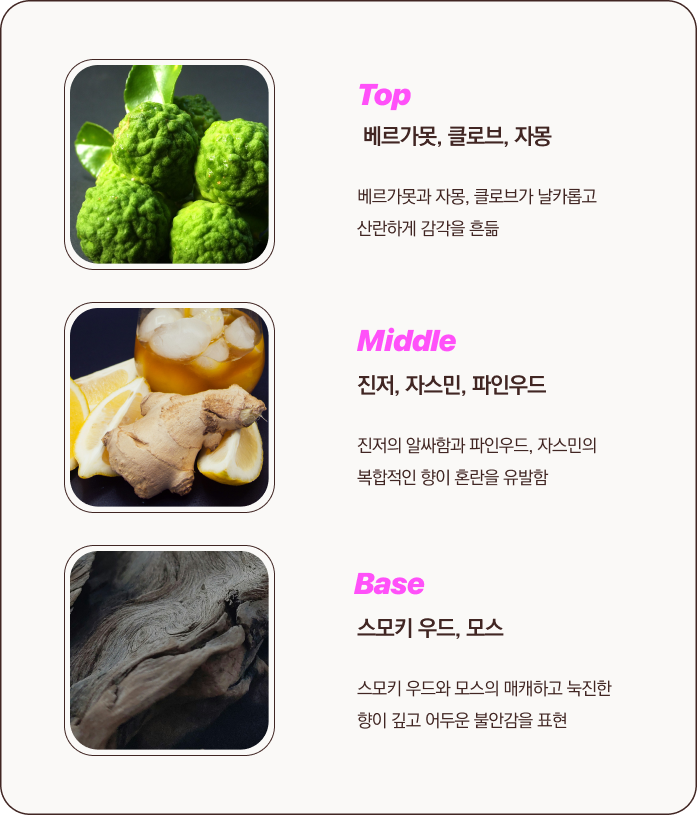 Top
베르가못, 클로브, 자몽
베르가못과 자몽, 클로브가 날카롭고
산란하게 감각을 흔듦
Middle
진저, 자스민, 파인우드
진저의 알싸함과 파인우드, 자스민의
복합적인 향이 혼란을 유발함
Base
스모키 우드, 모스
스모키 우드와 모스의 매캐하고 눅진한
향이 깊고 어두운 불안감을 표현